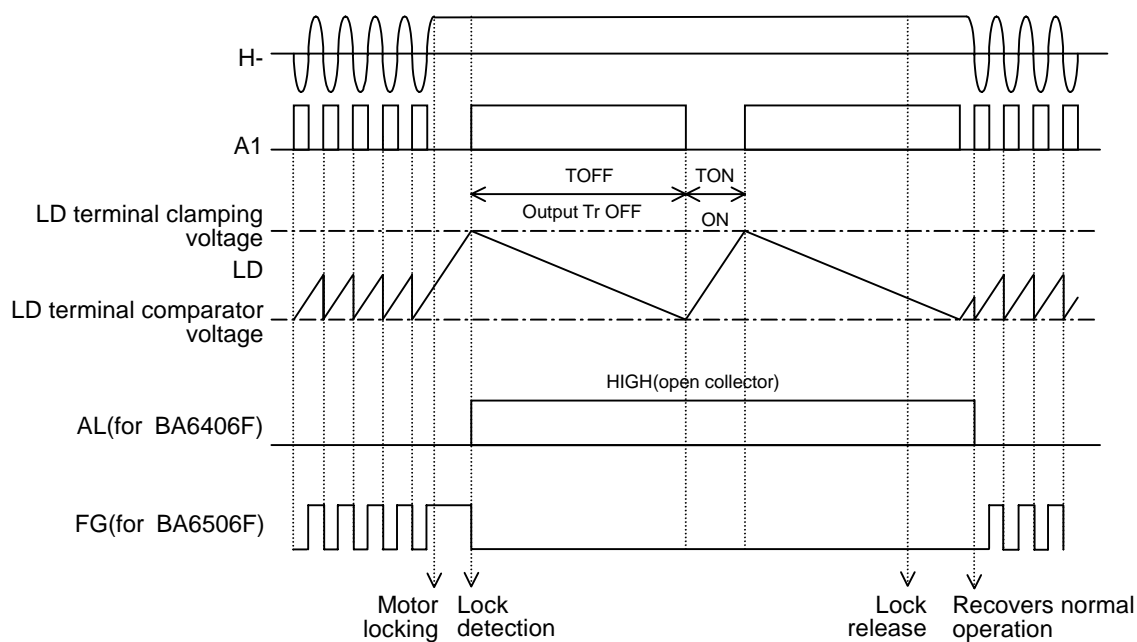 H-
A1
TOFF
TON
Output Tr OFF
ON
LD terminal clamping
voltage
LD
LD terminal comparator
voltage
HIGH(open collector)
AL(for BA6406F)
FG(for BA6506F)
Motor
locking
Lock
detection
Lock
release
Recovers normal
operation